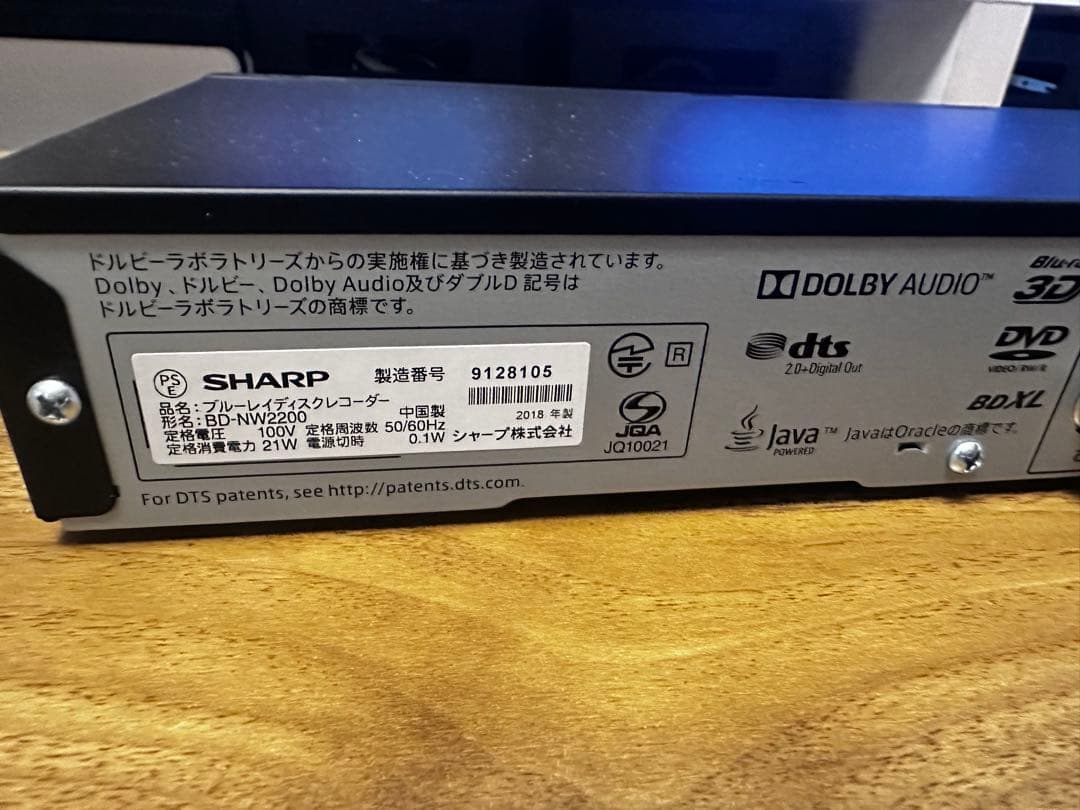 ドルビーラボラトリーズからの実施権に基づき製造されています。
Dolby、ドルビー、Dolby Audio及びダブルD 記号は
ドルビーラボラトリーズの商標です。
PS
E
SHARP 製造番号 9128105
品名：ブルーレイディスクレコーダー
形名：BD-NW2200 中国製 2018 年製
定格電圧 100V 定格周波数 50/60Hz
定格消費電力 21W 電源切時 0.1W シャープ株式会社
R
JQA
JQ10021
For DTS patents, see http://patents.dts.com.
DOLBY AUDIO™
3D
dts
2.0+Digital Out
DVD
VIDEO/RW/R
BDXL
Java™
POWERED
JavaはOracleの商標です。